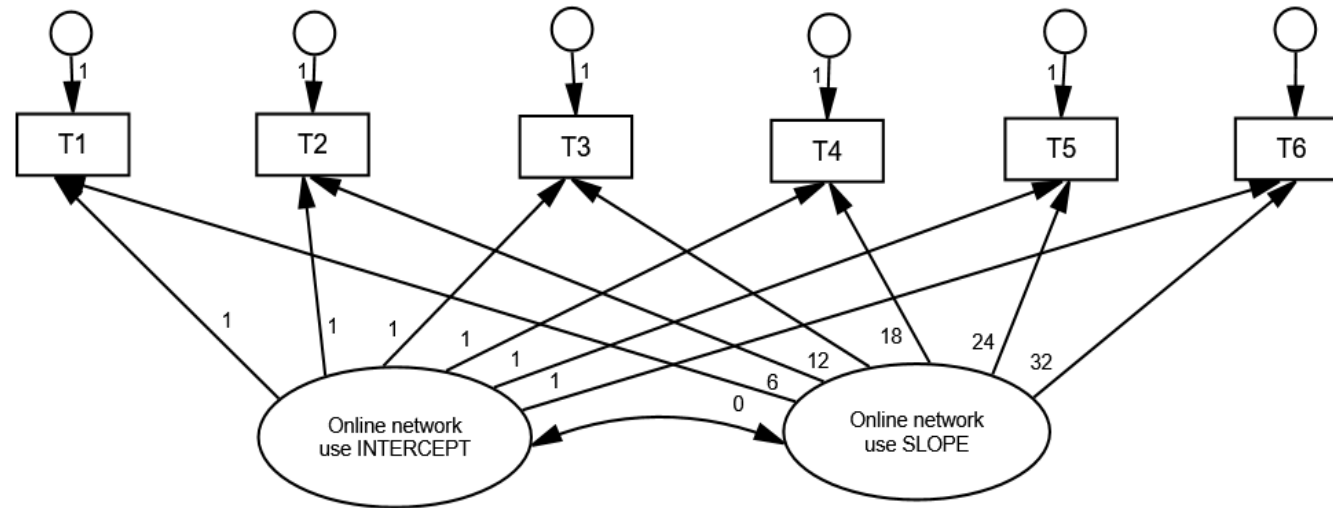 1 1 1 1 1
T1 T2 T3 T4 T5 T6
1 1 1 1 1 1 0 6 12 18 24 32
Online network
use INTERCEPT
Online network
use SLOPE